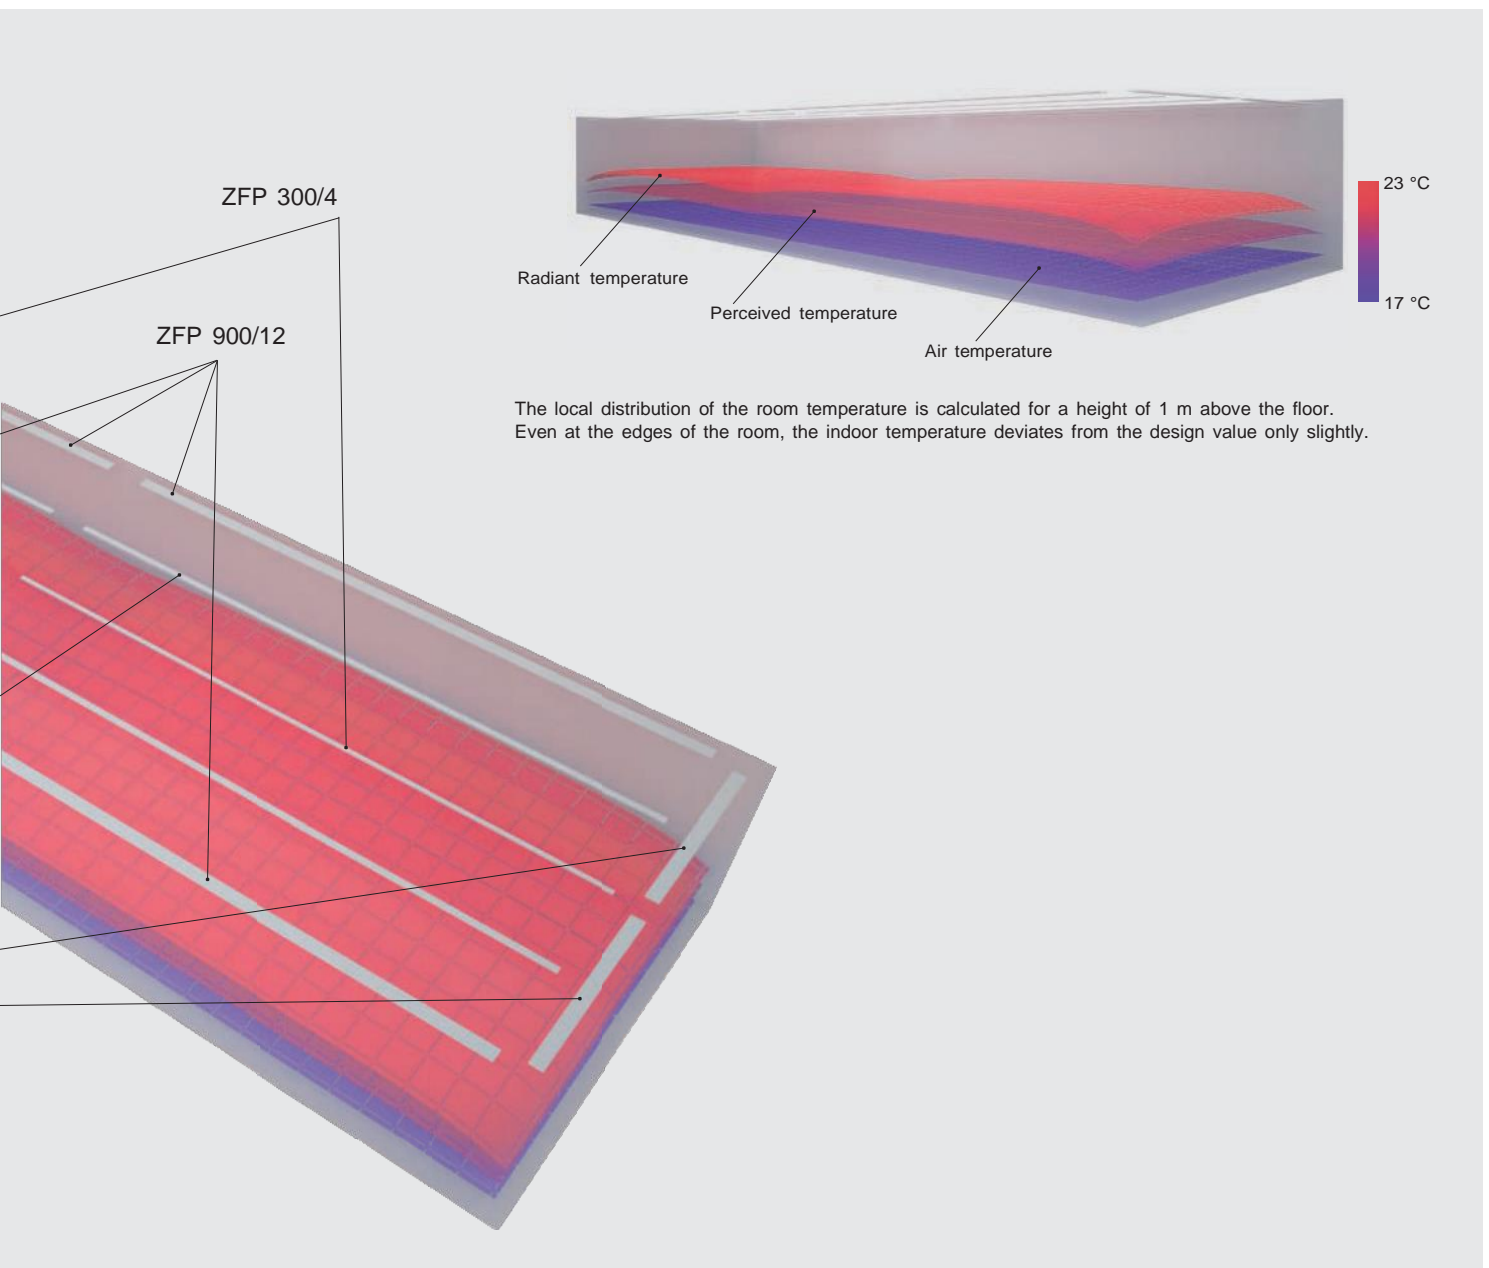 ZFP 300/4
ZFP 900/12
23 °C
17 °C
Radiant temperature
Perceived temperature
Air temperature
The local distribution of the room temperature is calculated for a height of 1 m above the floor.
Even at the edges of the room, the indoor temperature deviates from the design value only slightly.